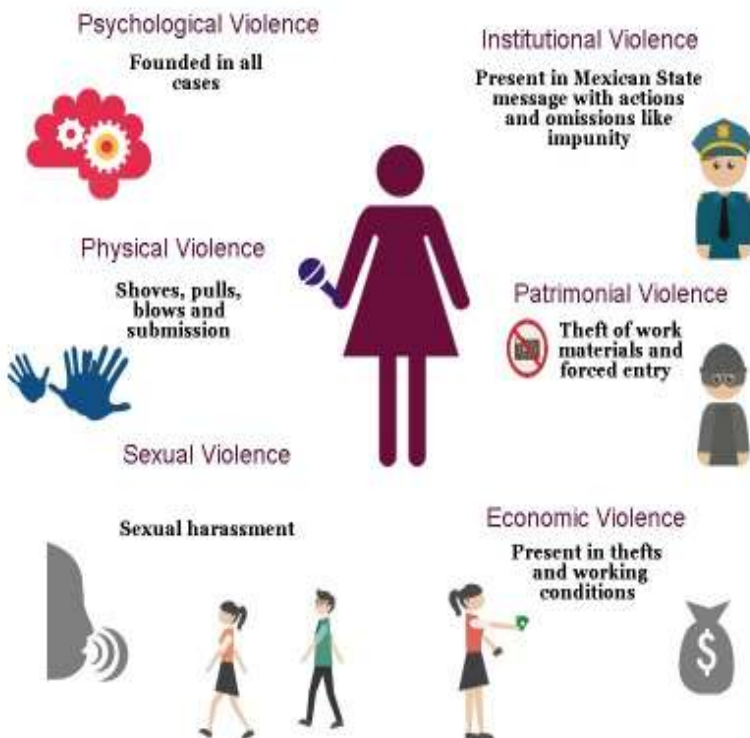 Psychological Violence
Founded in all
cases
Institutional Violence
Present in Mexican State
message with actions
and omissions like
impunity
Physical Violence
Shoves, pulls,
blows and
submission
Patrimonial Violence
Theft of work
materials and
forced entry
Sexual Violence
Sexual harassment
Economic Violence
Present in thefts
and working
conditions
$